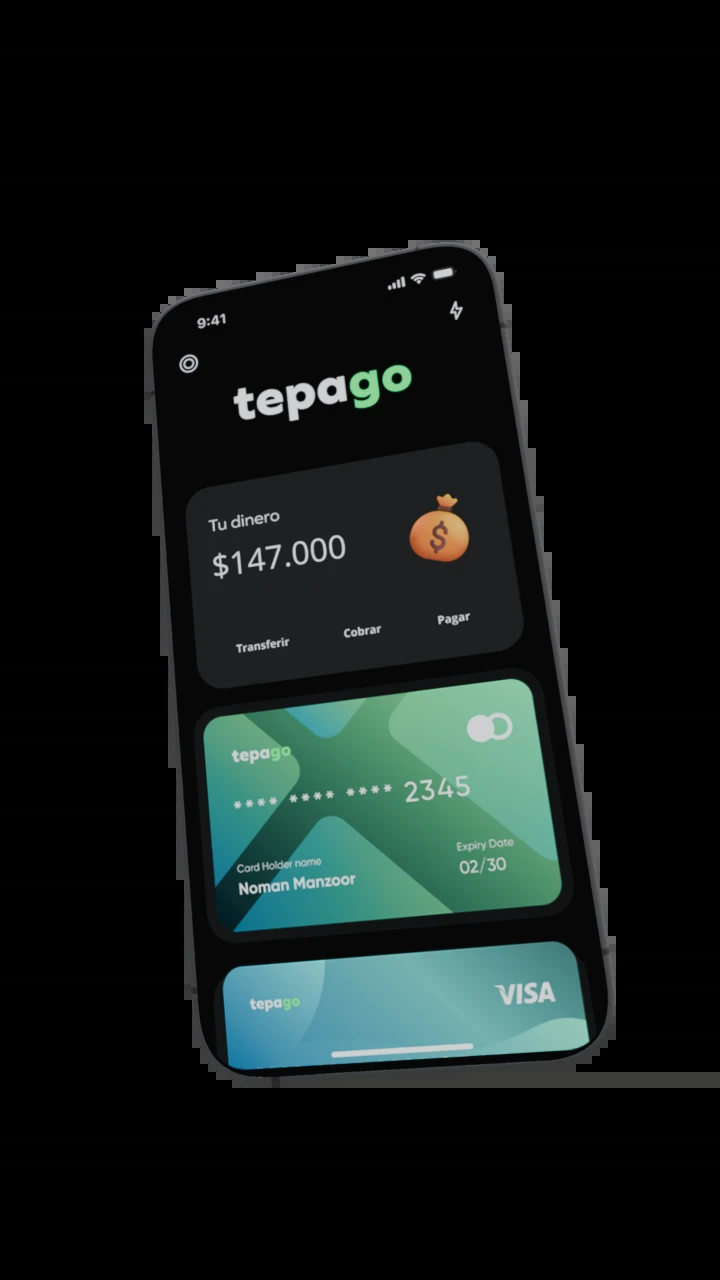 9:41
tepago
Tu dinero
$147.000
$
Transferir
Cobrar
Pagar
tepago
**** **** **** 2345
Card Holder name
Noman Manzoor
Expiry Date
02/30
tepago
VISA